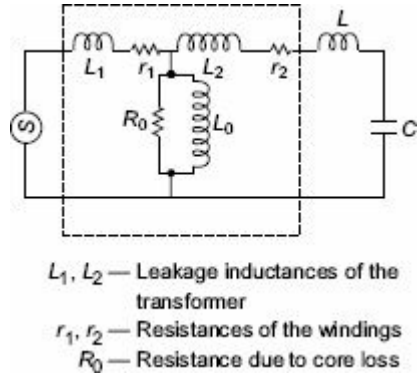 L
L₁ r₁ L₂ r₂
S R₀ L₀ C
L₁, L₂ — Leakage inductances of the
transformer
r₁, r₂ — Resistances of the windings
R₀ — Resistance due to core loss